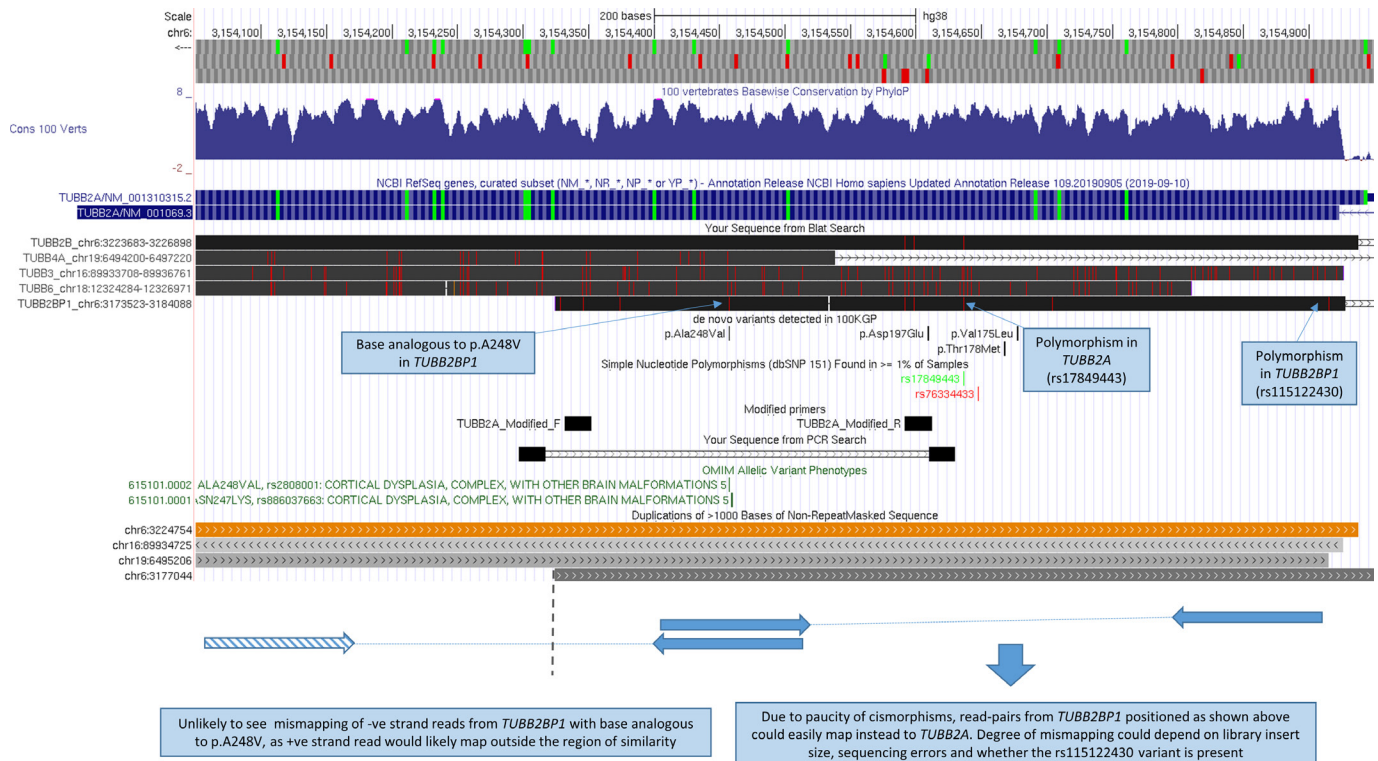 Scale 200 bases hg38
chr6: 3,154,100 3,154,150 3,154,200 3,154,250 3,154,300 3,154,350 3,154,400 3,154,450 3,154,500 3,154,550 3,154,600 3,154,650 3,154,700 3,154,750 3,154,800 3,154,850 3,154,900
<---
100 vertebrates Basewise Conservation by PhyloP
8 _
Cons 100 Verts
-2 _
NCBI RefSeq genes, curated subset (NM_*, NR_*, NP_* or YP_*) - Annotation Release NCBI Homo sapiens Updated Annotation Release 109.20190905 (2019-09-10)
TUBB2A/NM_001310315.2
TUBB2A/NM_001069.3
Your Sequence from Blat Search
TUBB2B_chr6:3223683-3226898
TUBB4A_chr19:6494200-6497220
TUBB3_chr16:89933708-89936761
TUBB6_chr18:12324284-12326971
TUBB2BP1_chr6:3173523-3184088
de novo variants detected in 100KGP
p.Ala248Val p.Asp197Glu p.Val175Leu
p.Thr178Met
Base analogous to p.A248V
in TUBB2BP1
Polymorphism in
TUBB2A
(rs17849443)
Polymorphism
in TUBB2BP1
(rs115122430)
Simple Nucleotide Polymorphisms (dbSNP 151) Found in >= 1% of Samples
rs17849443
rs76334433
Modified primers
TUBB2A_Modified_F TUBB2A_Modified_R
Your Sequence from PCR Search
OMIM Allelic Variant Phenotypes
615101.0002 ALA248VAL, rs2808001: CORTICAL DYSPLASIA, COMPLEX, WITH OTHER BRAIN MALFORMATIONS 5
615101.0001 ASN247LYS, rs886037663: CORTICAL DYSPLASIA, COMPLEX, WITH OTHER BRAIN MALFORMATIONS 5
Duplications of >1000 Bases of Non-RepeatMasked Sequence
chr6:3224754
chr16:89934725
chr19:6495206
chr6:3177044
Unlikely to see mismapping of -ve strand reads from TUBB2BP1 with base analogous
to p.A248V, as +ve strand read would likely map outside the region of similarity
Due to paucity of cismorphisms, read-pairs from TUBB2BP1 positioned as shown above
could easily map instead to TUBB2A. Degree of mismapping could depend on library insert
size, sequencing errors and whether the rs115122430 variant is present